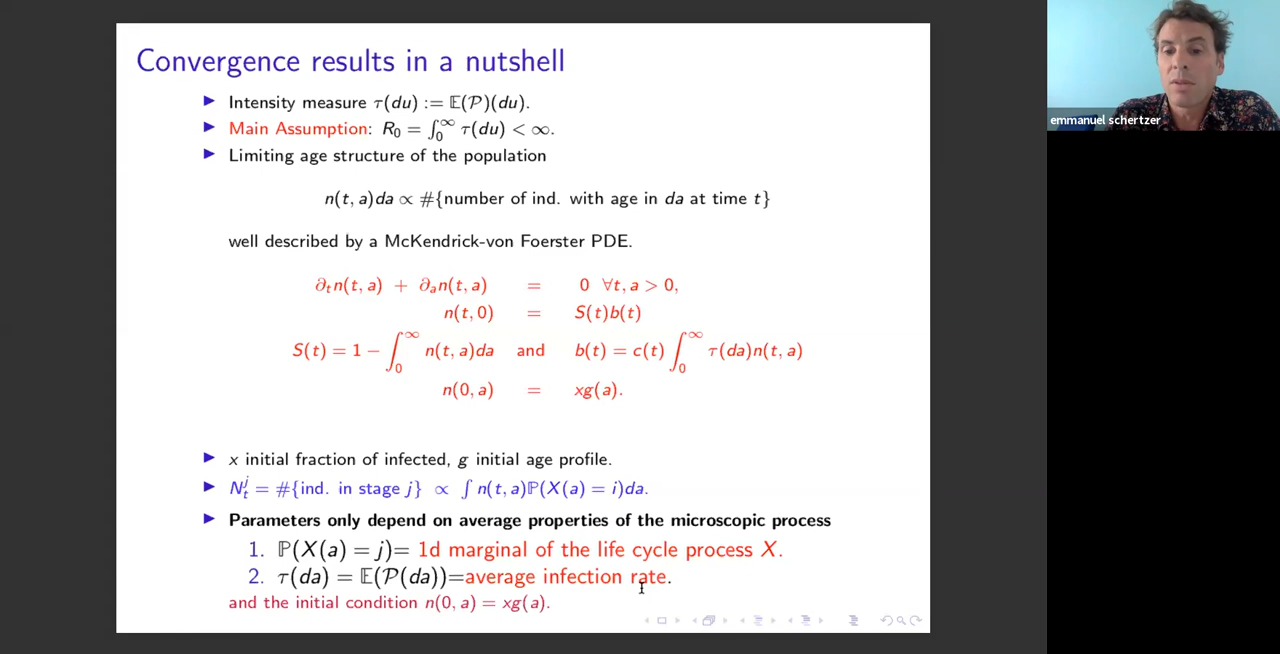 Convergence results in a nutshell
emmanuel schertzer
▶ Intensity measure τ(du) := 𝔼(𝒫)(du).
▶ Main Assumption: R₀ = ∫₀^∞ τ(du) < ∞.
▶ Limiting age structure of the population
n(t, a)da ∝ #{number of ind. with age in da at time t}
well described by a McKendrick-von Foerster PDE.
∂ₜn(t, a) + ∂ₐn(t, a) = 0 ∀t, a > 0,
n(t, 0) = S(t)b(t)
S(t) = 1 − ∫₀^∞ n(t, a)da and b(t) = c(t) ∫₀^∞ τ(da)n(t, a)
n(0, a) = xg(a).
▶ x initial fraction of infected, g initial age profile.
▶ Nₜʲ = #{ind. in stage j} ∝ ∫ n(t, a)ℙ(X(a) = i)da.
▶ Parameters only depend on average properties of the microscopic process
1. ℙ(X(a) = j)= 1d marginal of the life cycle process X.
2. τ(da) = 𝔼(𝒫(da))=average infection rate.
and the initial condition n(0, a) = xg(a).